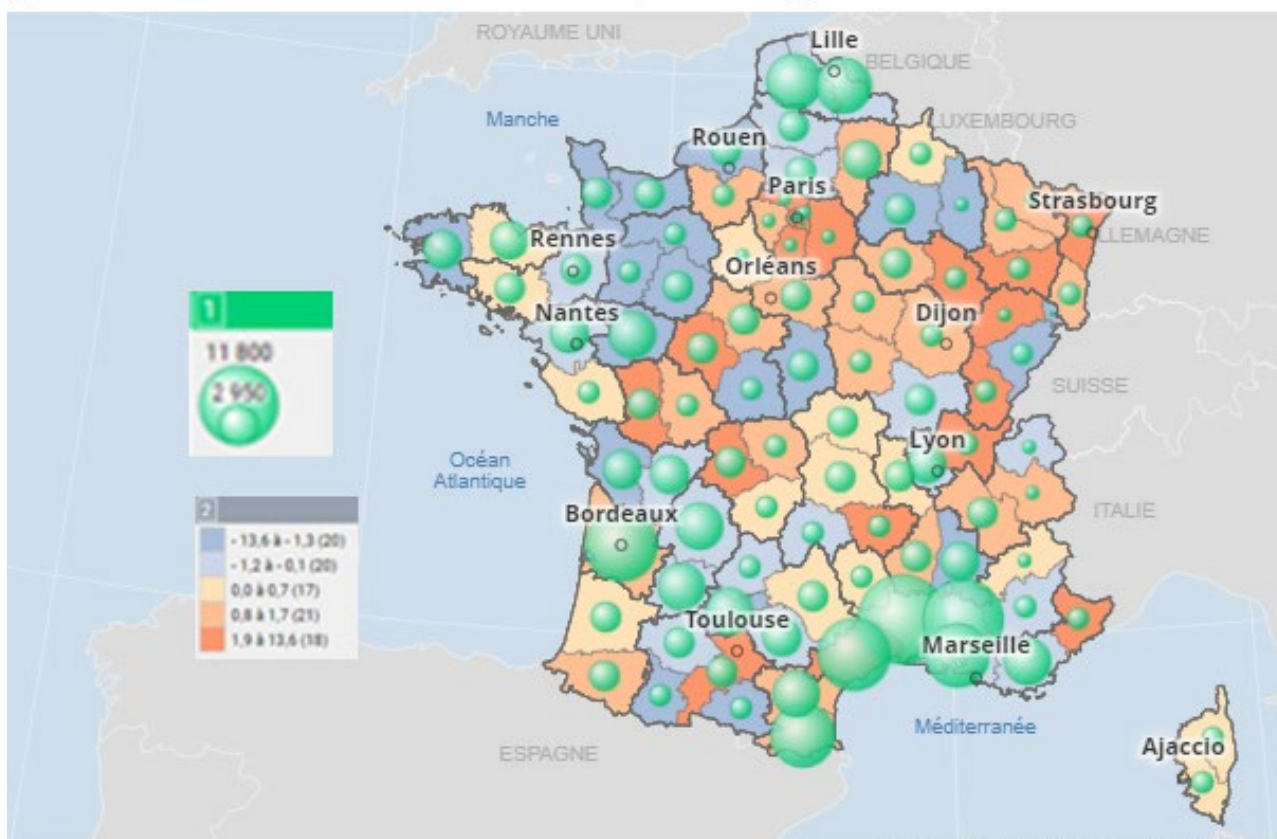 ROYAUME UNI
Lille
BELGIQUE
Manche
LUXEMBOURG
Rouen
Paris
Strasbourg
LLEMAGNE
Rennes
Orléans
Nantes
Dijon
1
11 800
2 950
SUISSE
Océan
Atlantique
Lyon
2
- 13,6 à - 1,3 (20)
- 1,2 à - 0,1 (20)
0,0 à 0,7 (17)
0,8 à 1,7 (21)
1,9 à 13,6 (18)
Bordeaux
ITALIE
Toulouse
Marseille
Méditerranée
ESPAGNE
Ajaccio